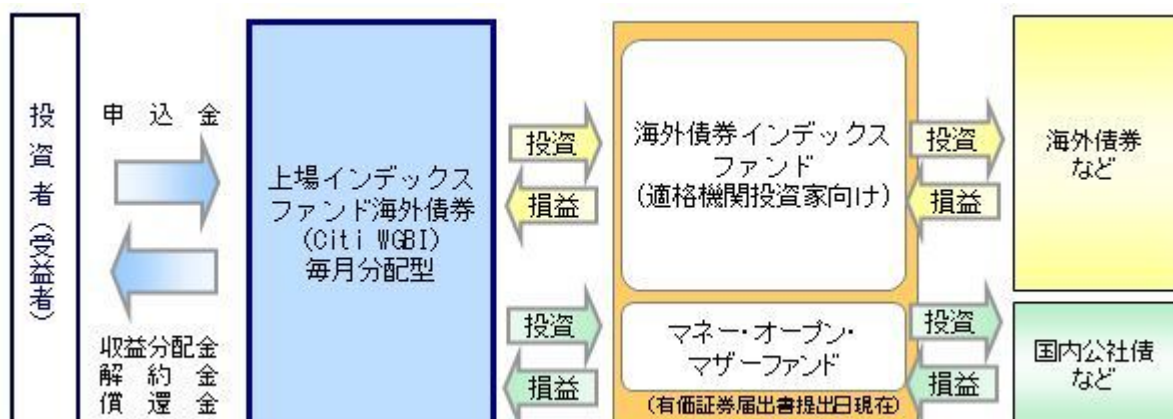 投資者(受益者)
申込金
収益分配金
解約金
償還金
上場インデックス
ファンド海外債券
(Citi WGBI)
毎月分配型
投資
損益
投資
損益
海外債券インデックス
ファンド
(適格機関投資家向け)
マネー・オープン・
マザーファンド
(有価証券届出書提出日現在)
投資
損益
投資
損益
海外債券
など
国内公社債
など